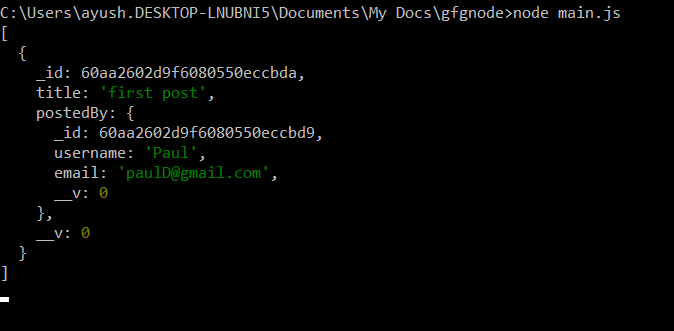 C:\Users\ayush.DESKTOP-LNUBNI5\Documents\My Docs\gfgnode>node main.js
[
  {
    _id: 60aa2602d9f6080550eccbda,
    title: 'first post',
    postedBy: {
      _id: 60aa2602d9f6080550eccbd9,
      username: 'Paul',
      email: 'paulD@gmail.com',
      __v: 0
    },
    __v: 0
  }
]